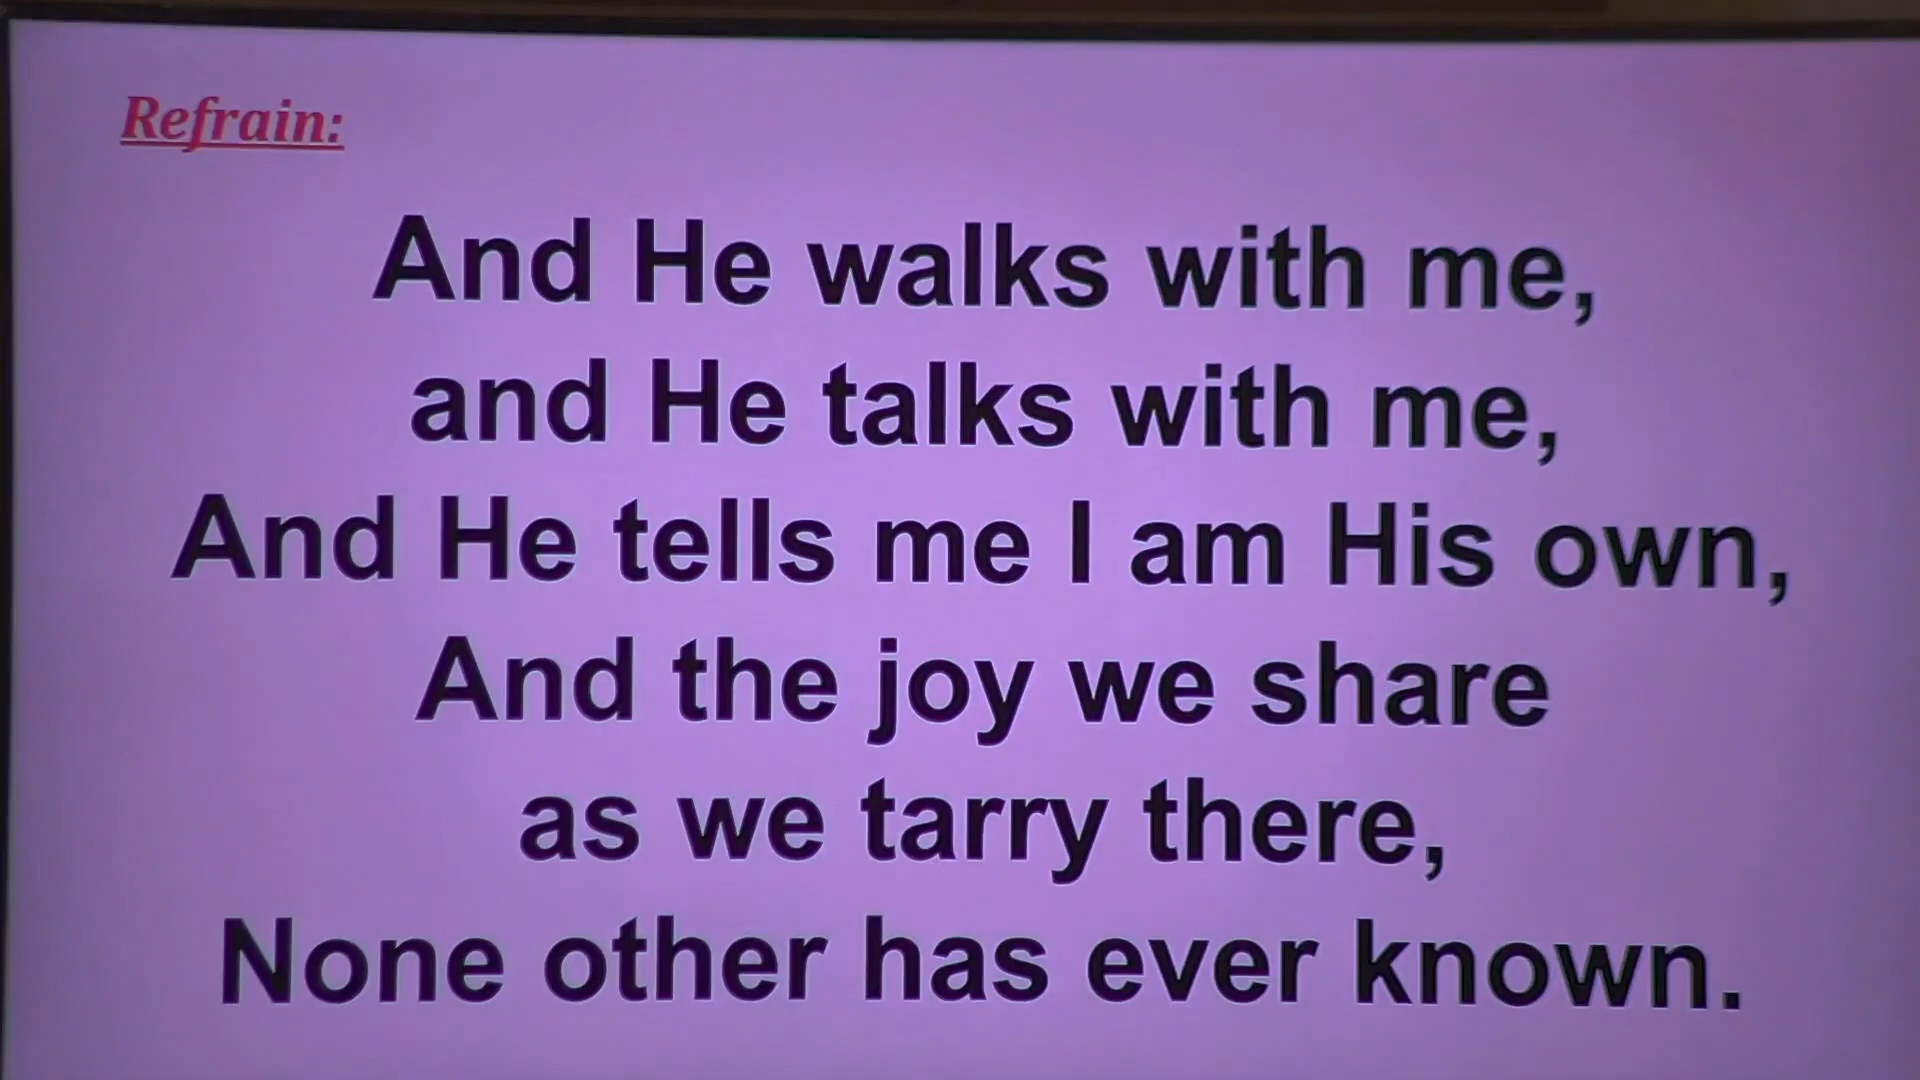 Refrain:
And He walks with me,
and He talks with me,
And He tells me I am His own,
And the joy we share
as we tarry there,
None other has ever known.